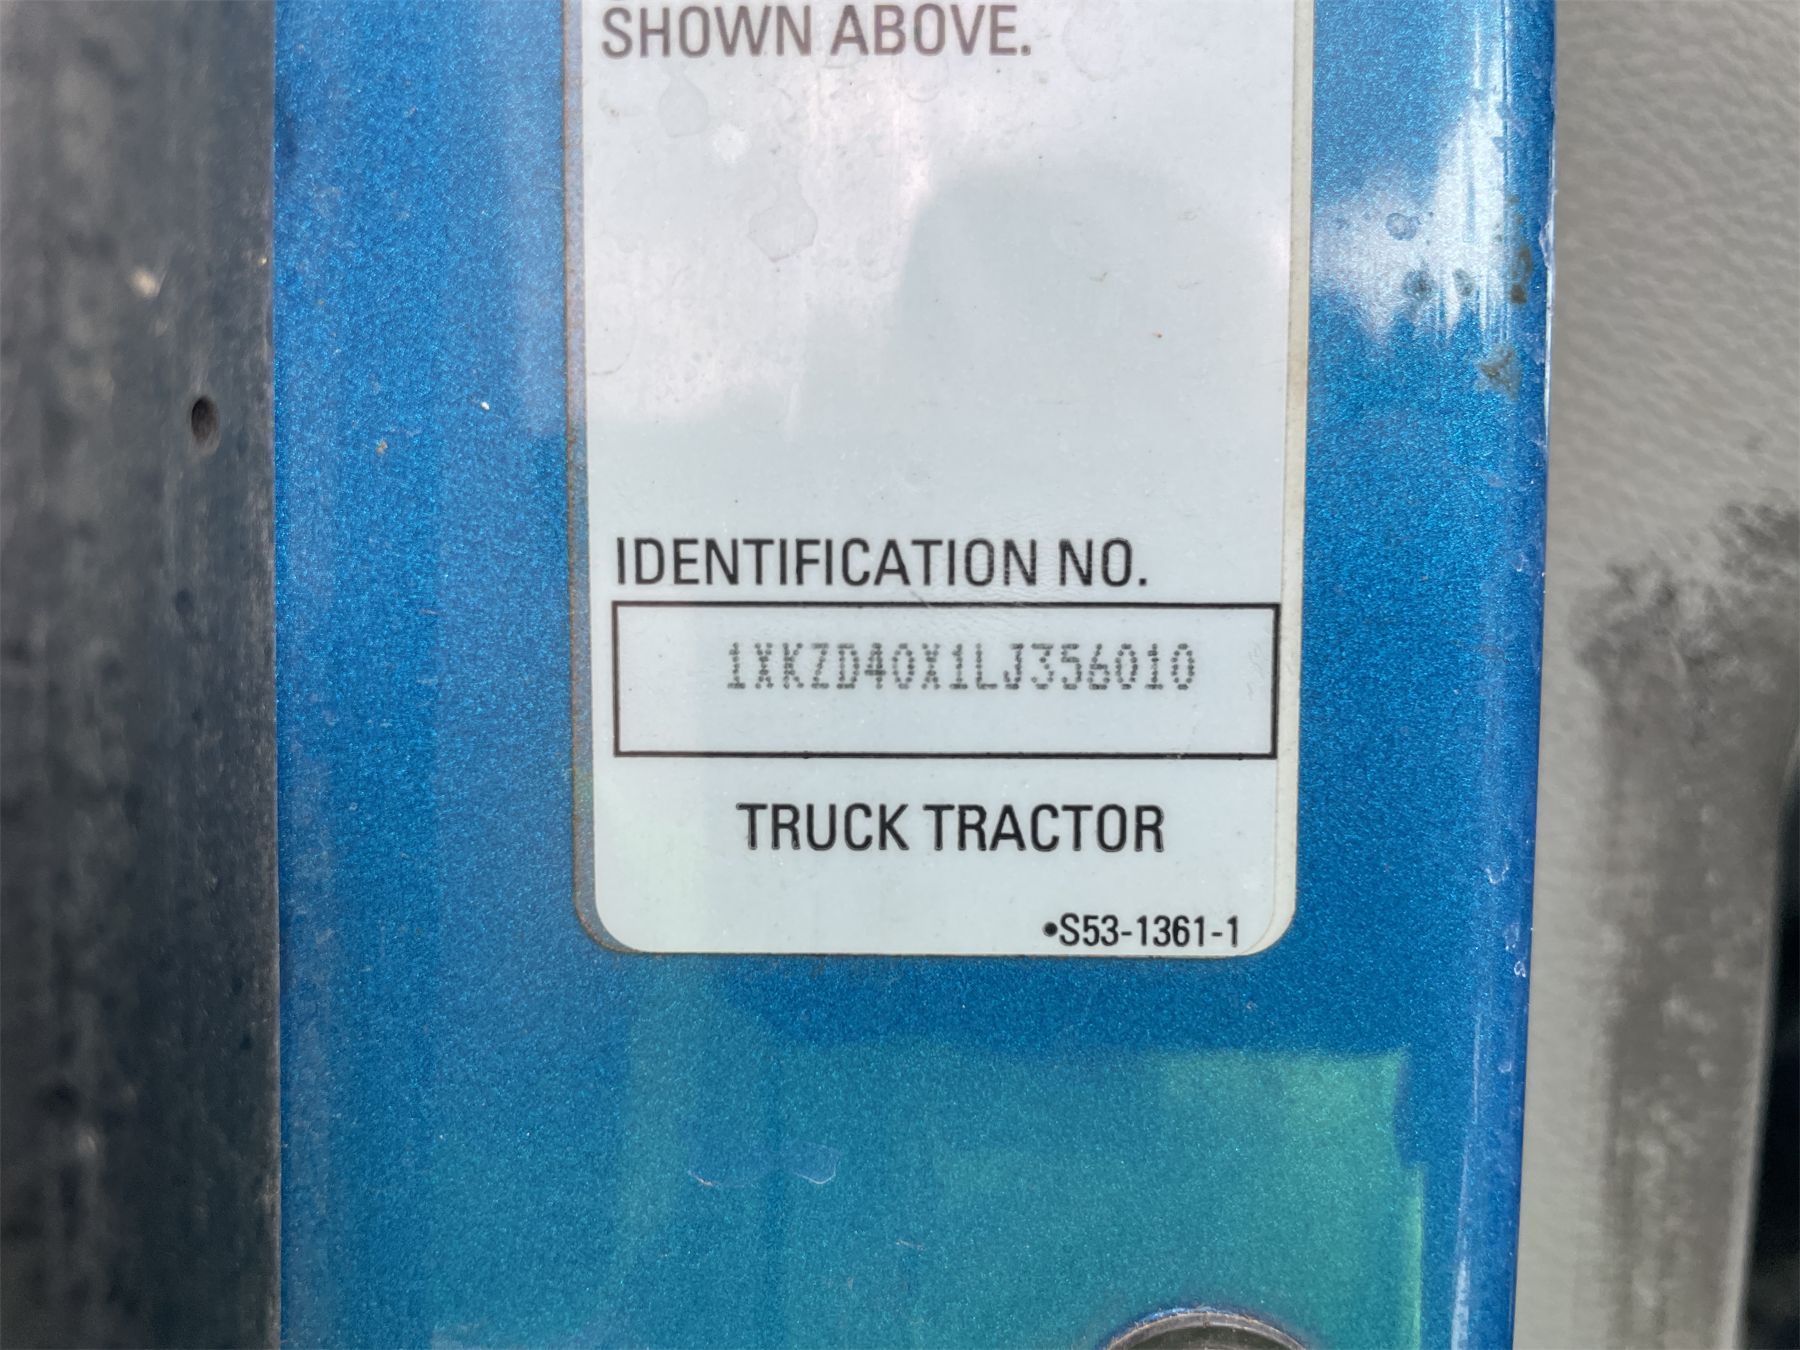 SHOWN ABOVE.
IDENTIFICATION NO.
1XKZD40X1LJ356010
TRUCK TRACTOR
•S53-1361-1